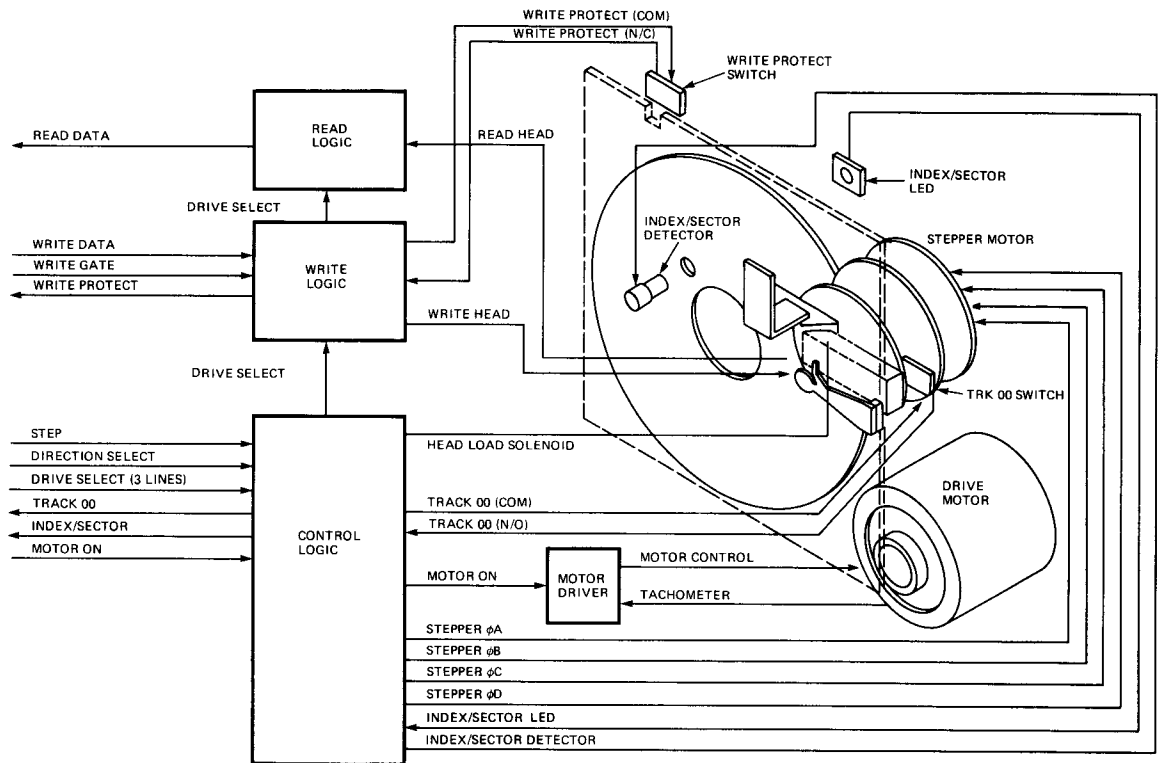 WRITE PROTECT (COM)
WRITE PROTECT (N/C)
WRITE PROTECT
SWITCH
READ DATA
READ
LOGIC
READ HEAD
INDEX/SECTOR
LED
DRIVE SELECT
INDEX/SECTOR
DETECTOR
STEPPER MOTOR
WRITE DATA
WRITE GATE
WRITE PROTECT
WRITE
LOGIC
WRITE HEAD
DRIVE SELECT
TRK 00 SWITCH
STEP
DIRECTION SELECT
DRIVE SELECT (3 LINES)
TRACK 00
INDEX/SECTOR
MOTOR ON
CONTROL
LOGIC
HEAD LOAD SOLENOID
TRACK 00 (COM)
TRACK 00 (N/O)
DRIVE
MOTOR
MOTOR ON
MOTOR
DRIVER
MOTOR CONTROL
TACHOMETER
STEPPER φA
STEPPER φB
STEPPER φC
STEPPER φD
INDEX/SECTOR LED
INDEX/SECTOR DETECTOR